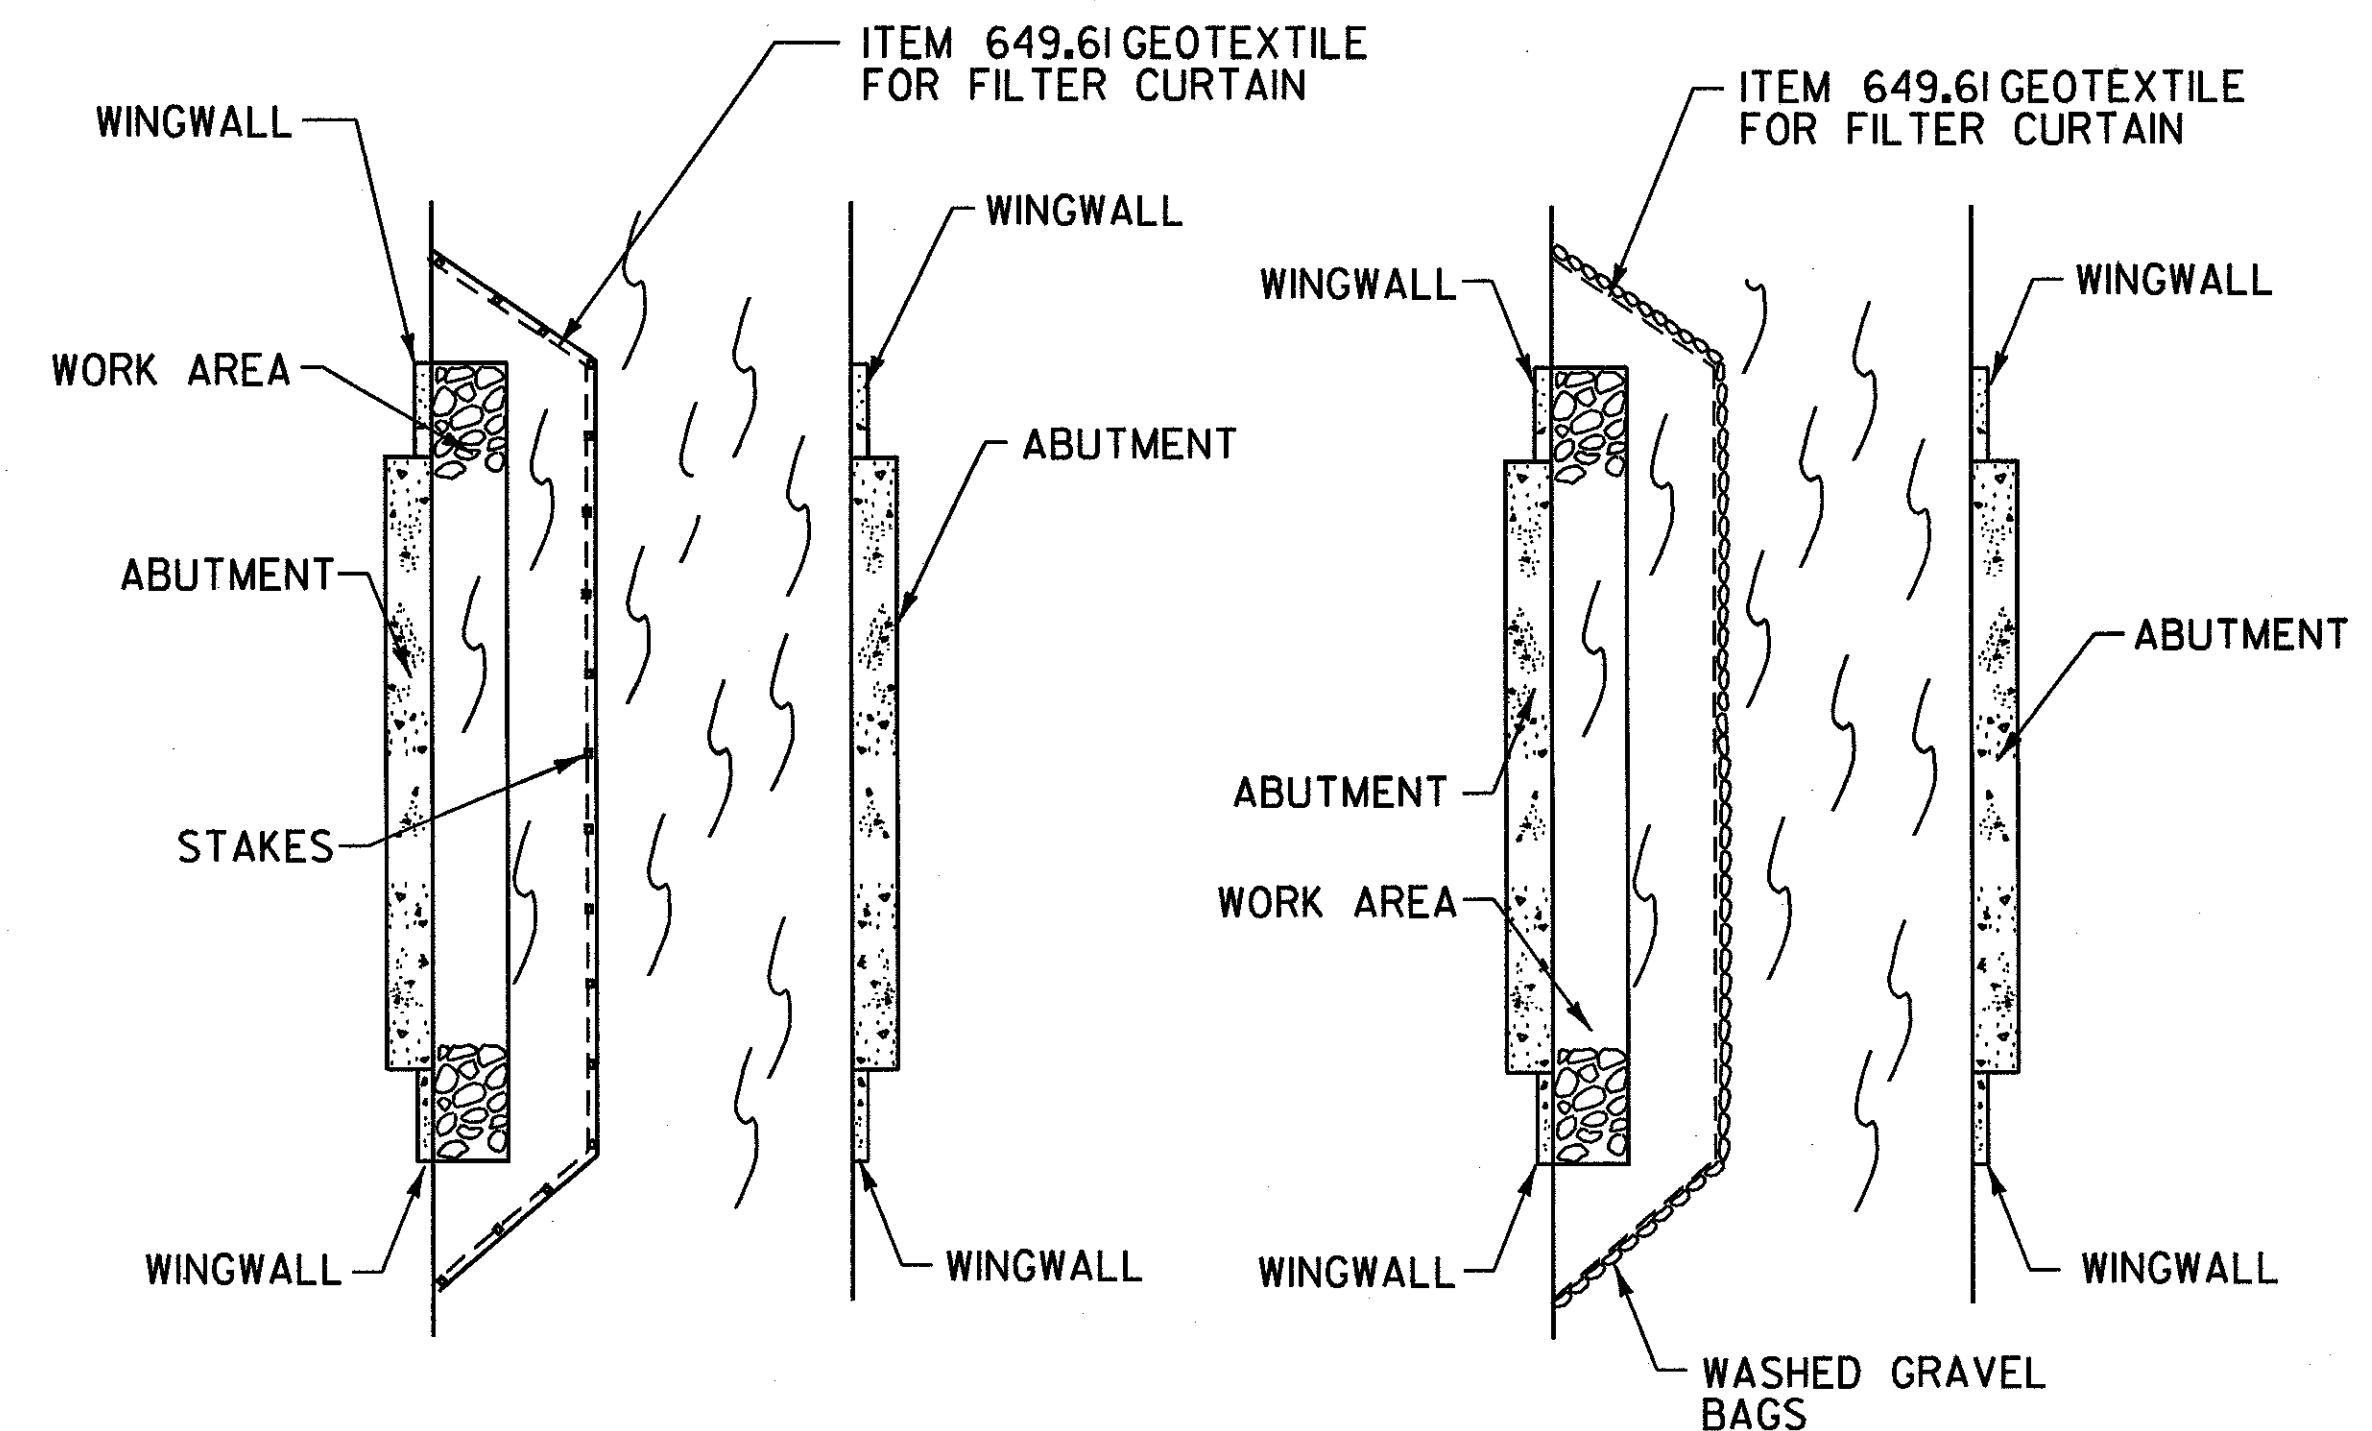 ITEM 649.61 GEOTEXTILE
FOR FILTER CURTAIN
WINGWALL
WINGWALL
WORK AREA
ABUTMENT
ABUTMENT
STAKES
WINGWALL
WINGWALL
ITEM 649.61 GEOTEXTILE
FOR FILTER CURTAIN
WINGWALL
WINGWALL
ABUTMENT
ABUTMENT
WORK AREA
WINGWALL
WINGWALL
WASHED GRAVEL
BAGS